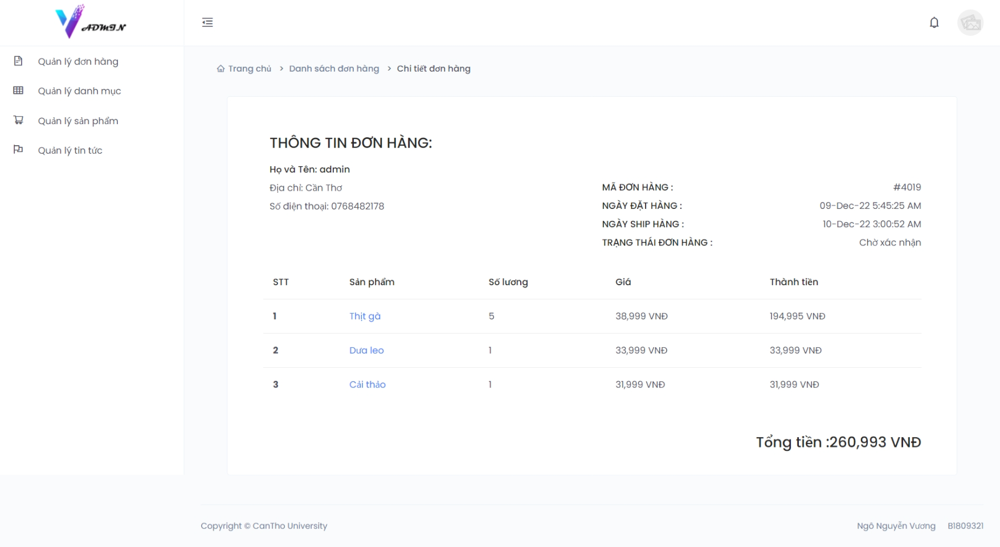 ADMIN
Quản lý đơn hàng
Quản lý danh mục
Quản lý sản phẩm
Quản lý tin tức
Trang chủ > Danh sách đơn hàng > Chi tiết đơn hàng
THÔNG TIN ĐƠN HÀNG:
Họ và Tên: admin
Địa chỉ: Cần Thơ
Số điện thoại: 0768482178
MÃ ĐƠN HÀNG : #4019
NGÀY ĐẶT HÀNG : 09-Dec-22 5:45:25 AM
NGÀY SHIP HÀNG : 10-Dec-22 3:00:52 AM
TRẠNG THÁI ĐƠN HÀNG : Chờ xác nhận
STT Sản phẩm Số lương Giá Thành tiền
1 Thịt gà 5 38,999 VNĐ 194,995 VNĐ
2 Dưa leo 1 33,999 VNĐ 33,999 VNĐ
3 Cải thảo 1 31,999 VNĐ 31,999 VNĐ
Tổng tiền :260,993 VNĐ
Copyright © CanTho University
Ngô Nguyễn Vương B1809321